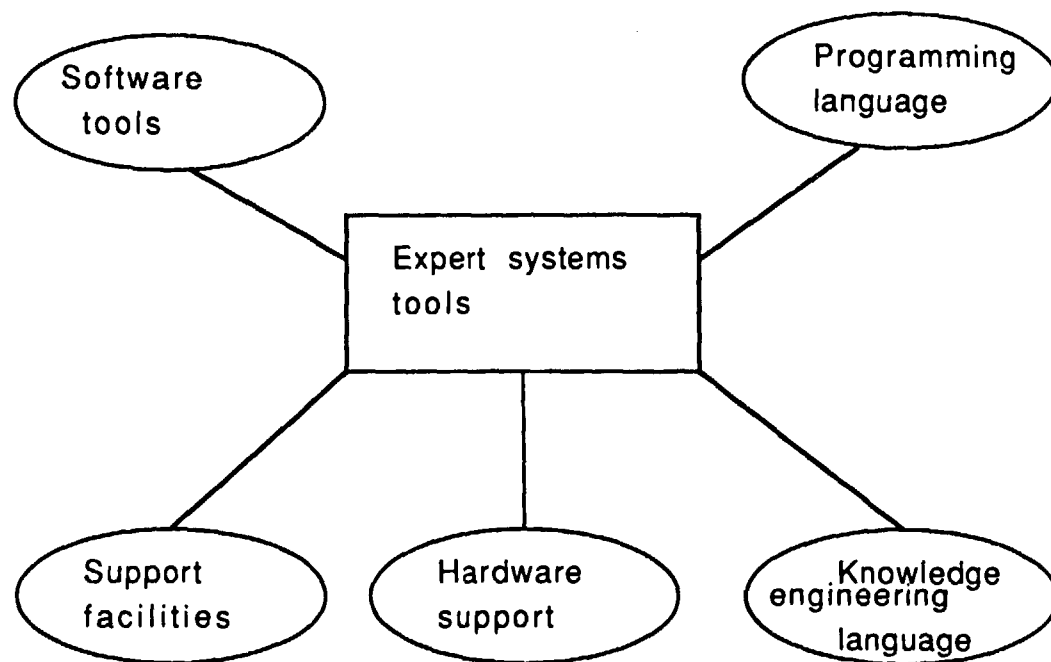 Software
tools
Programming
language
Expert systems
tools
Support
facilities
Hardware
support
Knowledge
engineering
language